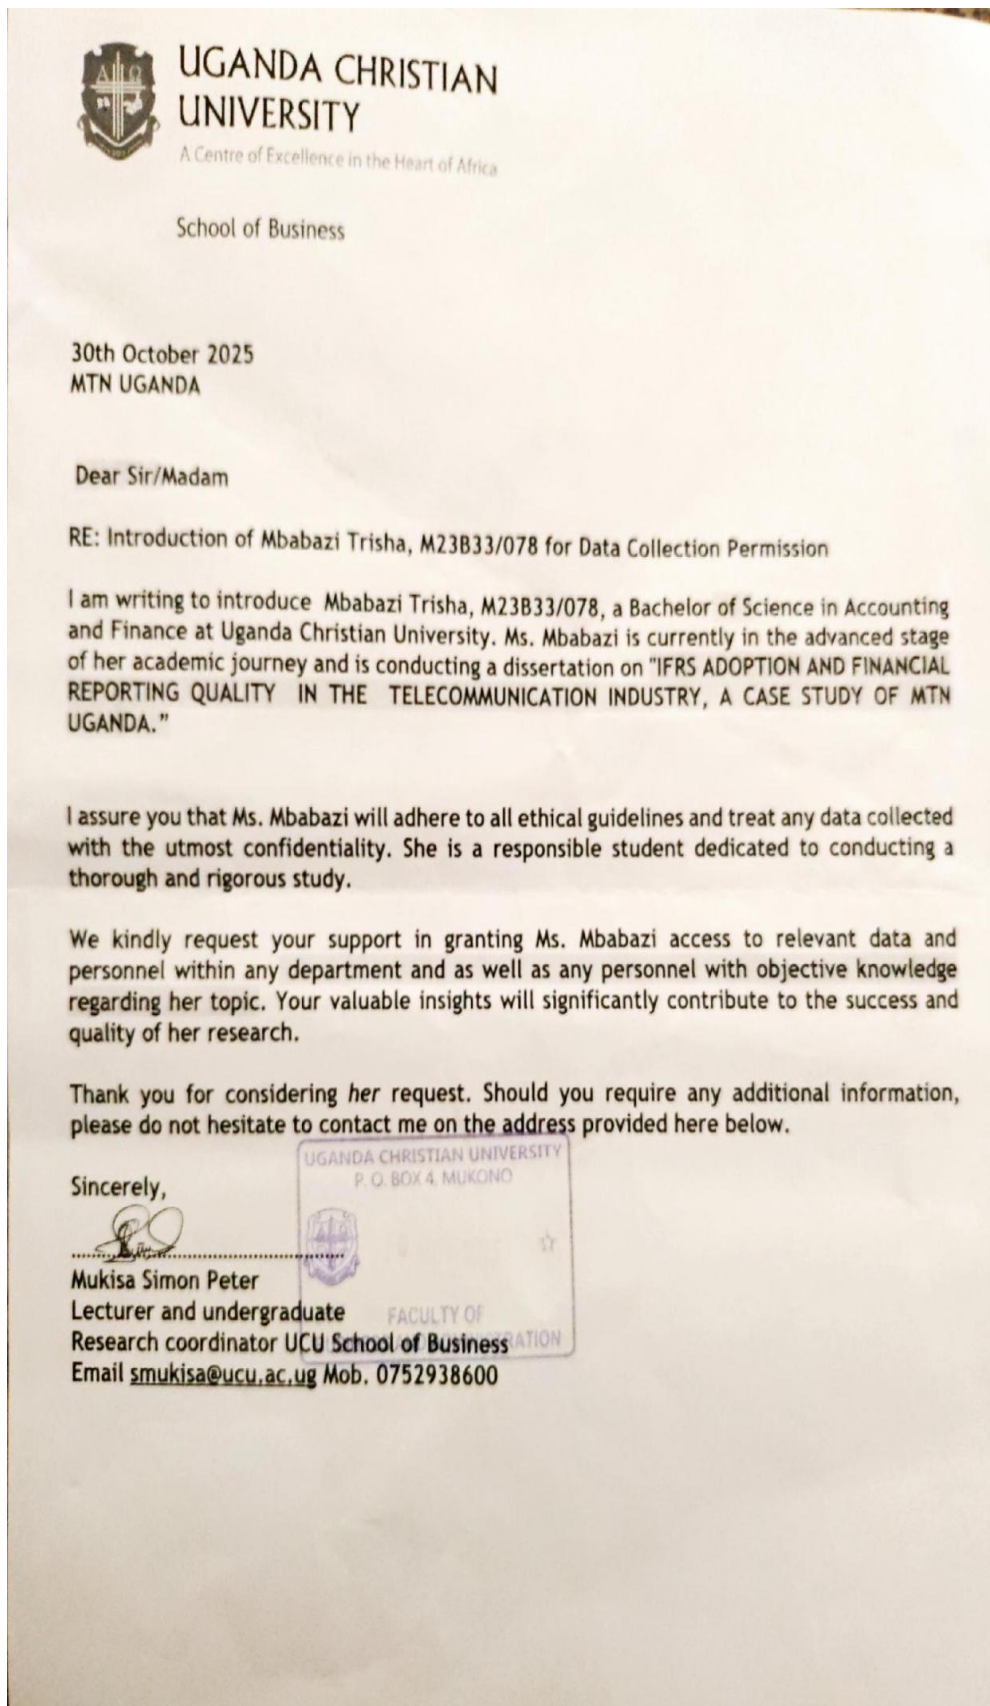 UGANDA CHRISTIAN
UNIVERSITY
A Centre of Excellence in the Heart of Africa
School of Business
30th October 2025
MTN UGANDA
Dear Sir/Madam
RE: Introduction of Mbabazi Trisha, M23B33/078 for Data Collection Permission
I am writing to introduce Mbabazi Trisha, M23B33/078, a Bachelor of Science in Accounting
and Finance at Uganda Christian University. Ms. Mbabazi is currently in the advanced stage
of her academic journey and is conducting a dissertation on "IFRS ADOPTION AND FINANCIAL
REPORTING QUALITY IN THE TELECOMMUNICATION INDUSTRY, A CASE STUDY OF MTN
UGANDA."
I assure you that Ms. Mbabazi will adhere to all ethical guidelines and treat any data collected
with the utmost confidentiality. She is a responsible student dedicated to conducting a
thorough and rigorous study.
We kindly request your support in granting Ms. Mbabazi access to relevant data and
personnel within any department and as well as any personnel with objective knowledge
regarding her topic. Your valuable insights will significantly contribute to the success and
quality of her research.
Thank you for considering her request. Should you require any additional information,
please do not hesitate to contact me on the address provided here below.
UGANDA CHRISTIAN UNIVERSITY
P. O. BOX 4, MUKONO
Sincerely,
Mukisa Simon Peter
Lecturer and undergraduate
FACULTY OF
Research coordinator UCU School of Business
Email smukisa@ucu.ac.ug Mob. 0752938600